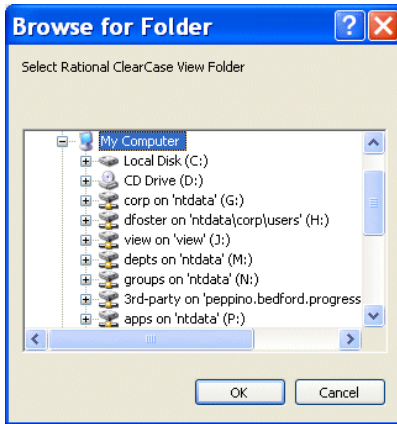 Browse for Folder
Select Rational ClearCase View Folder
My Computer
Local Disk (C:)
CD Drive (D:)
corp on 'ntdata' (G:)
dfoster on 'ntdata\corp\users' (H:)
view on 'view' (J:)
depts on 'ntdata' (M:)
groups on 'ntdata' (N:)
3rd-party on 'peppino.bedford.progress
apps on 'ntdata' (P:)
OK Cancel